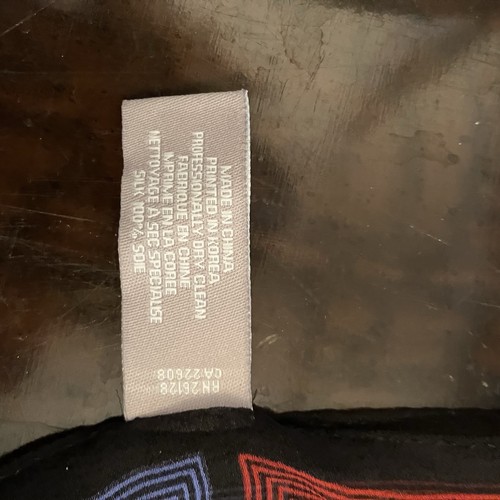 MADE IN CHINA
PRINTED IN KOREA
PROFESSIONALLY DRY CLEAN
FABRIQUE EN CHINE
IMPRIME EN LA COREE
NETTOYAGE A SEC SPECIALISE
SILK 100% SOIE
RN 26128
CA 22608